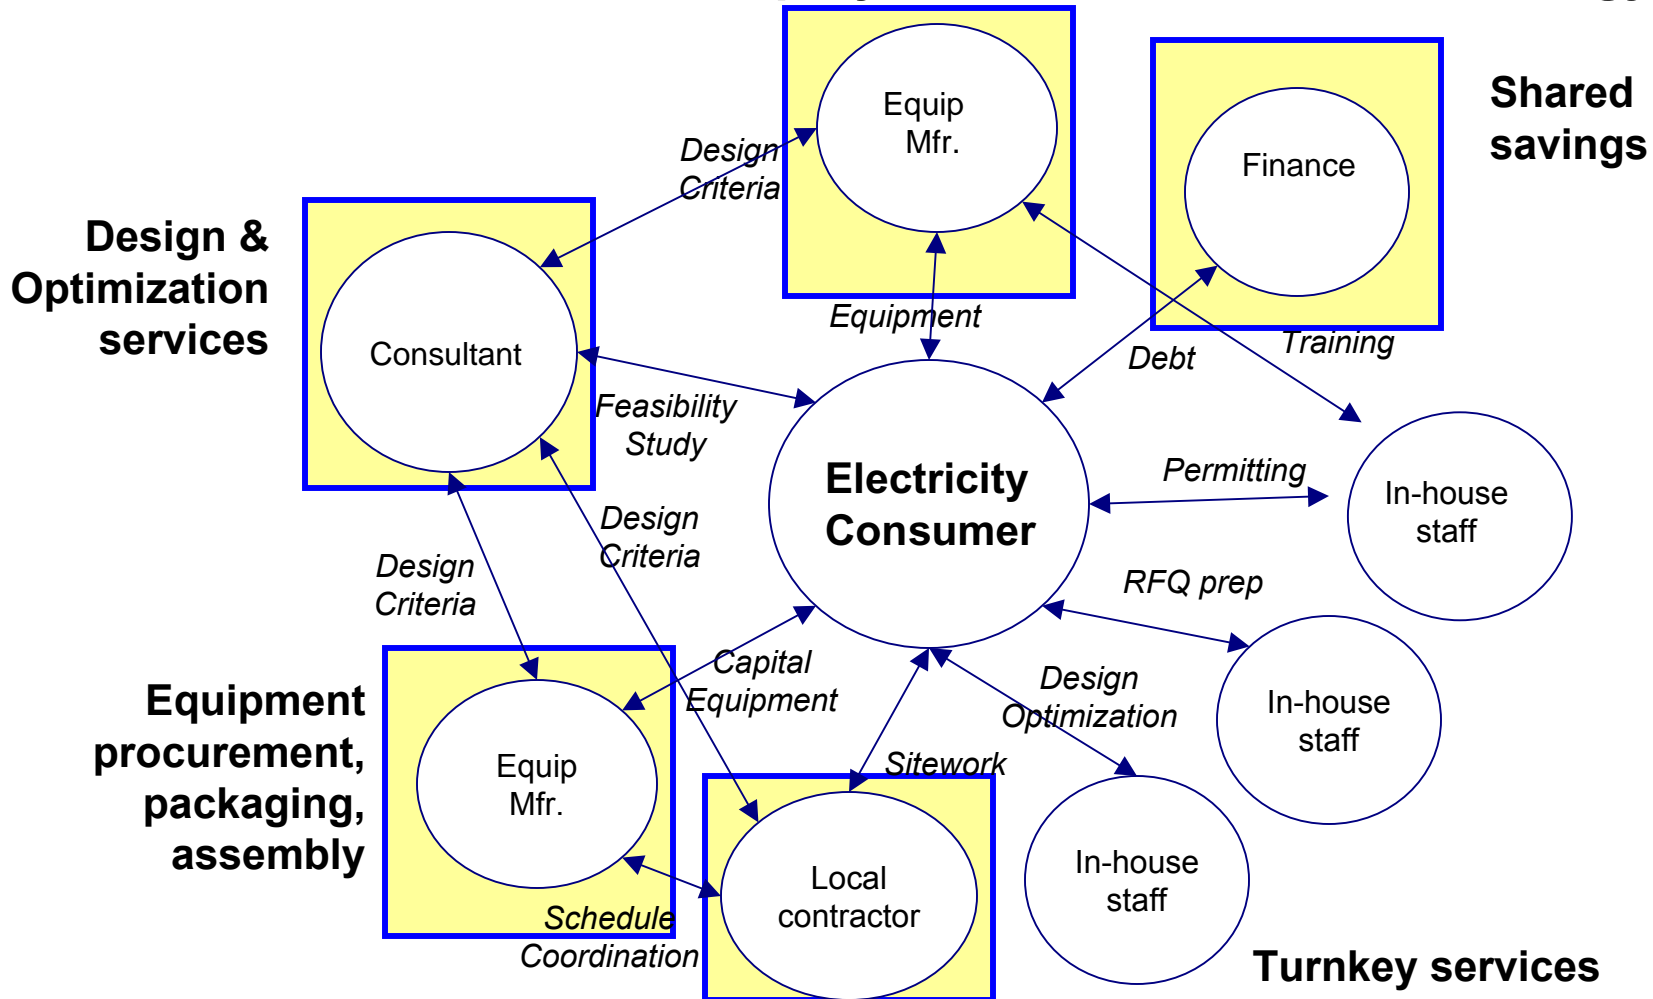 Shared
savings
Equip
Mfr.
Finance
Design
Criteria
Design &
Optimization
services
Consultant
Equipment
Debt
Training
Feasibility
Study
Electricity
Consumer
Permitting
In-house
staff
Design
Criteria
Design
Criteria
RFQ prep
Capital
Equipment
Design
Optimization
In-house
staff
Equipment
procurement,
packaging,
assembly
Equip
Mfr.
Sitework
Local
contractor
In-house
staff
Schedule
Coordination
Turnkey services